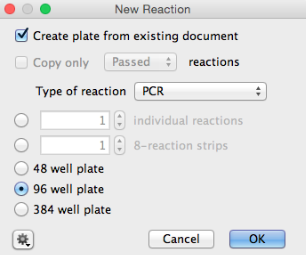 New Reaction
Create plate from existing document
Copy only Passed reactions
Type of reaction PCR
1 individual reactions
1 8-reaction strips
48 well plate
96 well plate
384 well plate
Cancel OK